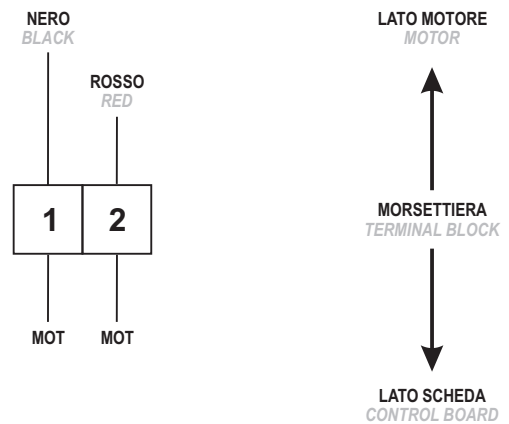 NERO
BLACK
ROSSO
RED
1 2
MOT MOT
LATO MOTORE
MOTOR
MORSETTIERA
TERMINAL BLOCK
LATO SCHEDA
CONTROL BOARD